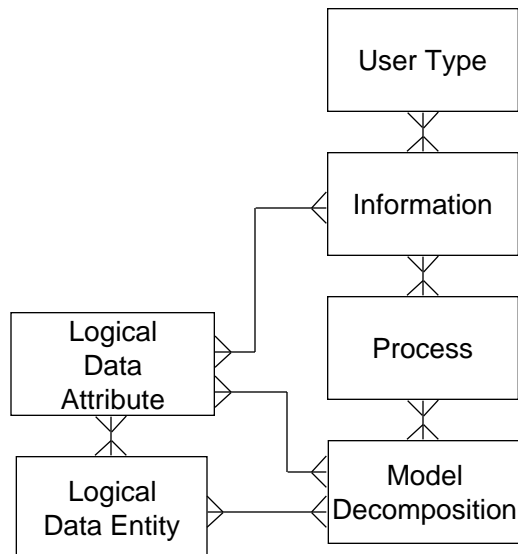 User Type
Information
Logical
Data
Attribute
Process
Logical
Data Entity
Model
Decomposition